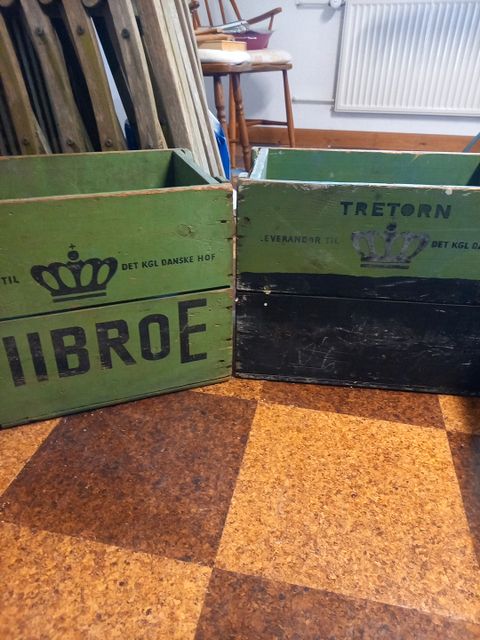 TIL DET KGL DANSKE HOF
IIBROE
TRETORN
LEVERANDØR TIL DET KGL DA